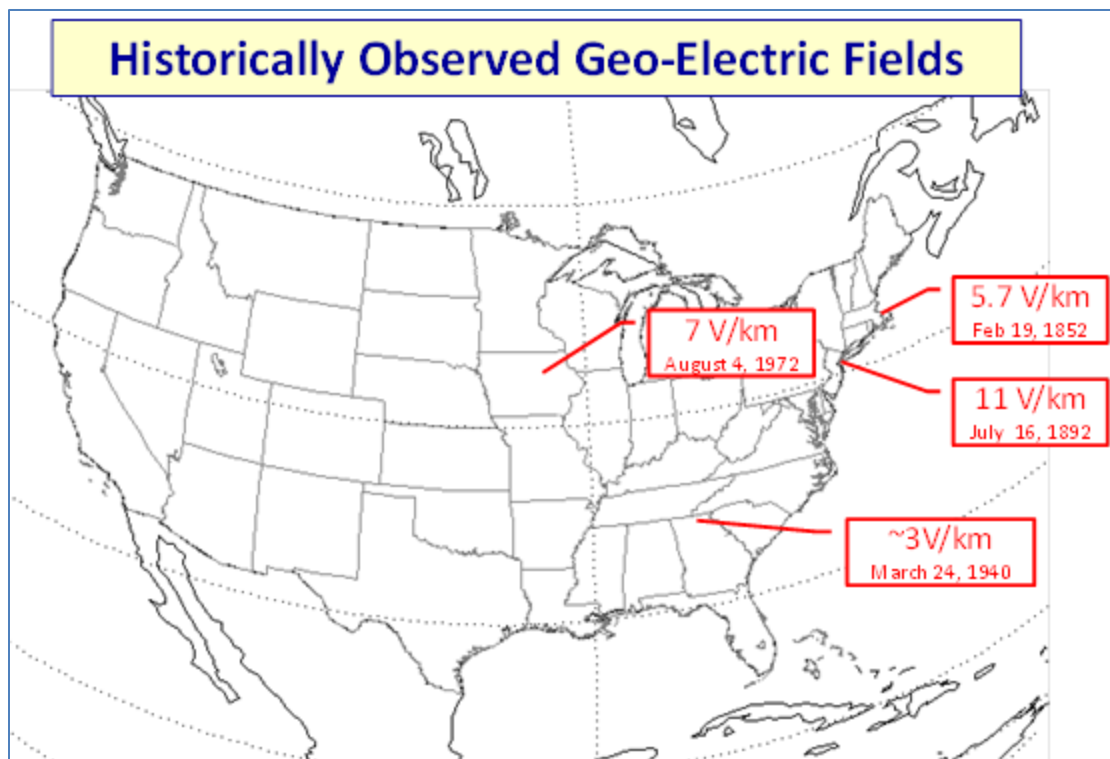 Historically Observed Geo-Electric Fields
5.7 V/km
Feb 19, 1852
7 V/km
August 4, 1972
11 V/km
July 16, 1892
~3V/km
March 24, 1940